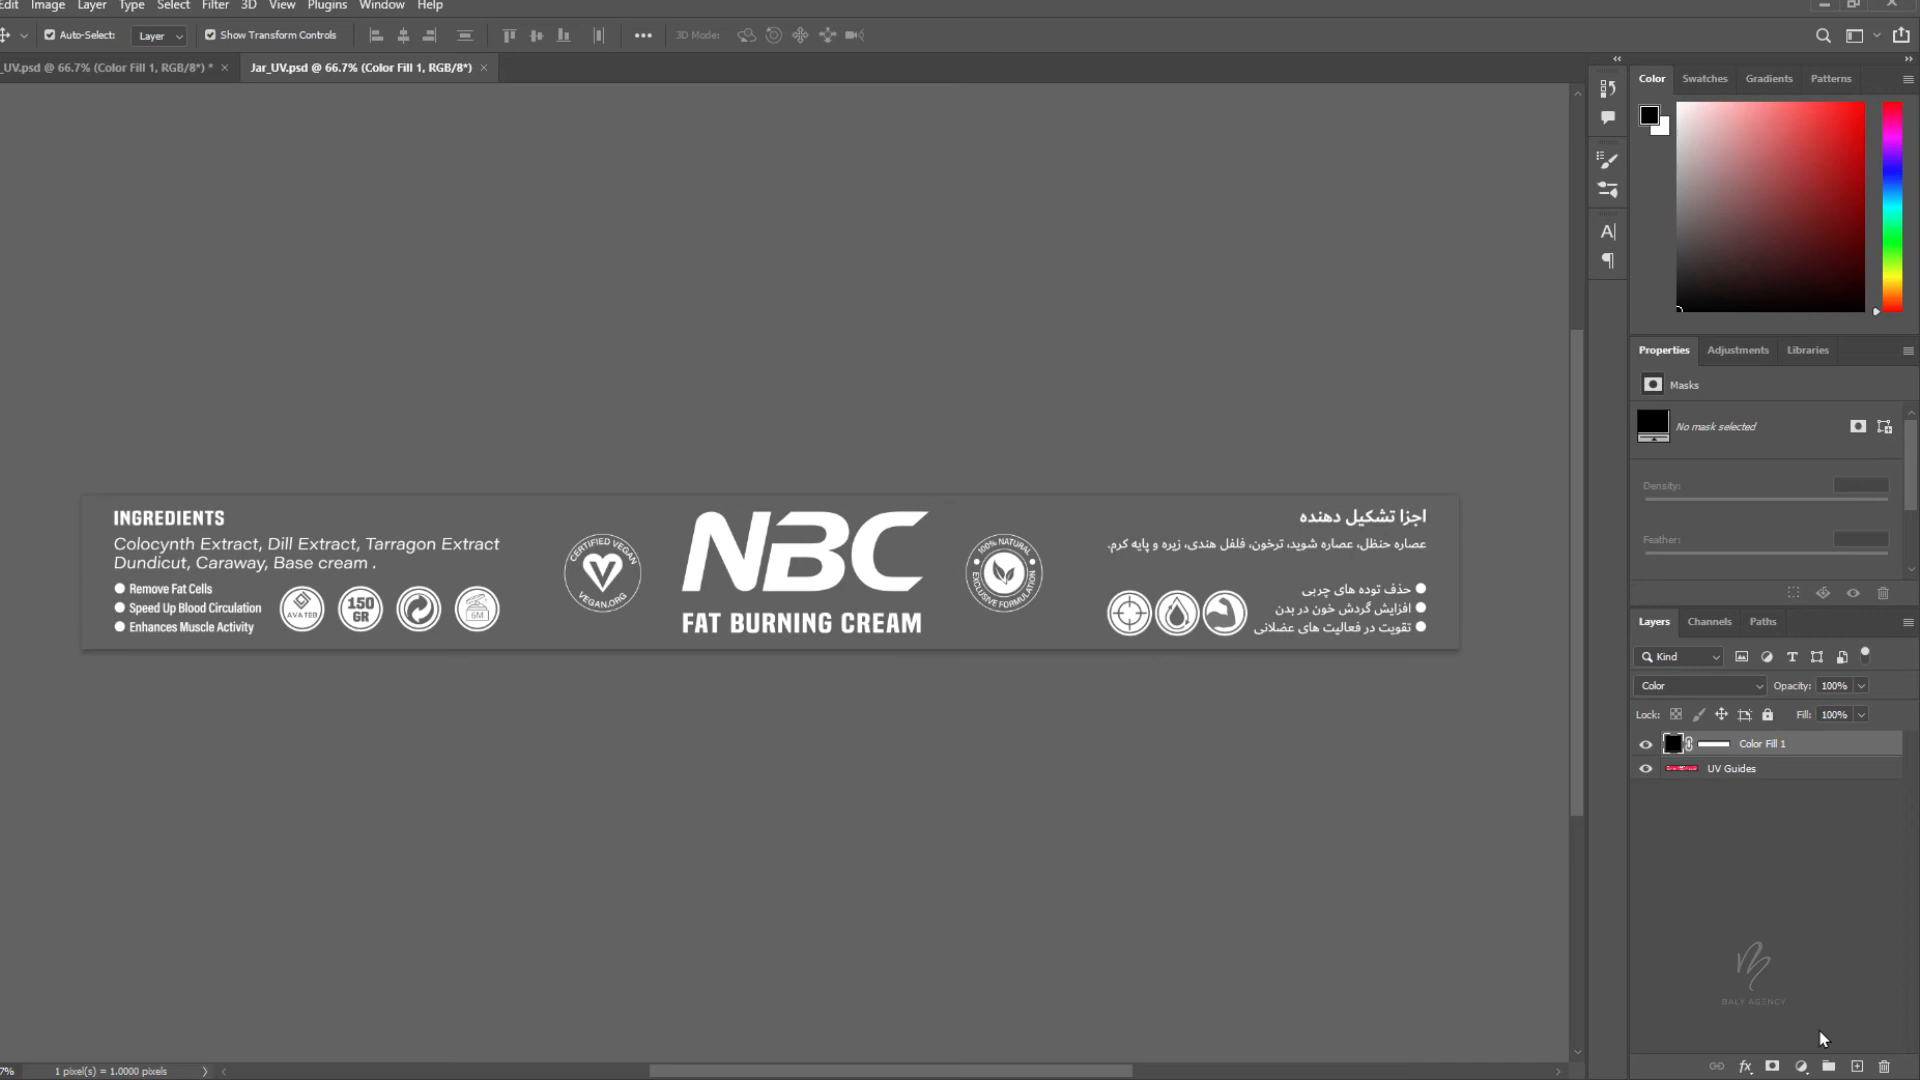 Edit Image Layer Type Select Filter 3D View Plugins Window Help
Auto-Select: Layer Show Transform Controls 3D Mode:
_UV.psd @ 66.7% (Color Fill 1, RGB/8*) * ×
Jar_UV.psd @ 66.7% (Color Fill 1, RGB/8*) ×
Color Swatches Gradients Patterns
Properties Adjustments Libraries
Masks
No mask selected
Density:
Feather:
INGREDIENTS
Colocynth Extract, Dill Extract, Tarragon Extract
Dundicut, Caraway, Base cream .
Remove Fat Cells
Speed Up Blood Circulation
Enhances Muscle Activity
AVATEB
150
GR
6M
CERTIFIED VEGAN
VEGAN.ORG
NBC
FAT BURNING CREAM
100% NATURAL
EXCLUSIVE FORMULATION
اجزا تشکیل دهنده
عصاره حنظل، عصاره شوید، ترخون، فلفل هندی، زیره و پایه کرم.
حذف توده های چربی
افزایش گردش خون در بدن
تقویت در فعالیت های عضلانی
Layers Channels Paths
Kind
Color Opacity: 100%
Lock: Fill: 100%
Color Fill 1
UV Guides
BALY AGENCY
fx
7% 1 pixel(s) = 1.0000 pixels